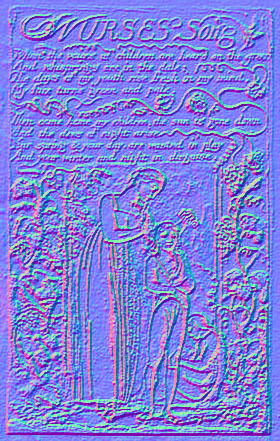 NURSES Song
When the voices of children, are heard on the green
And whisprings are in the dale:
The days of my youth rise fresh in my mind,
My face turns green and pale.
Then come home my children, the sun is gone down
And the dews of night arise
Your spring & your day, are wasted in play
And your winter and night in disguise.